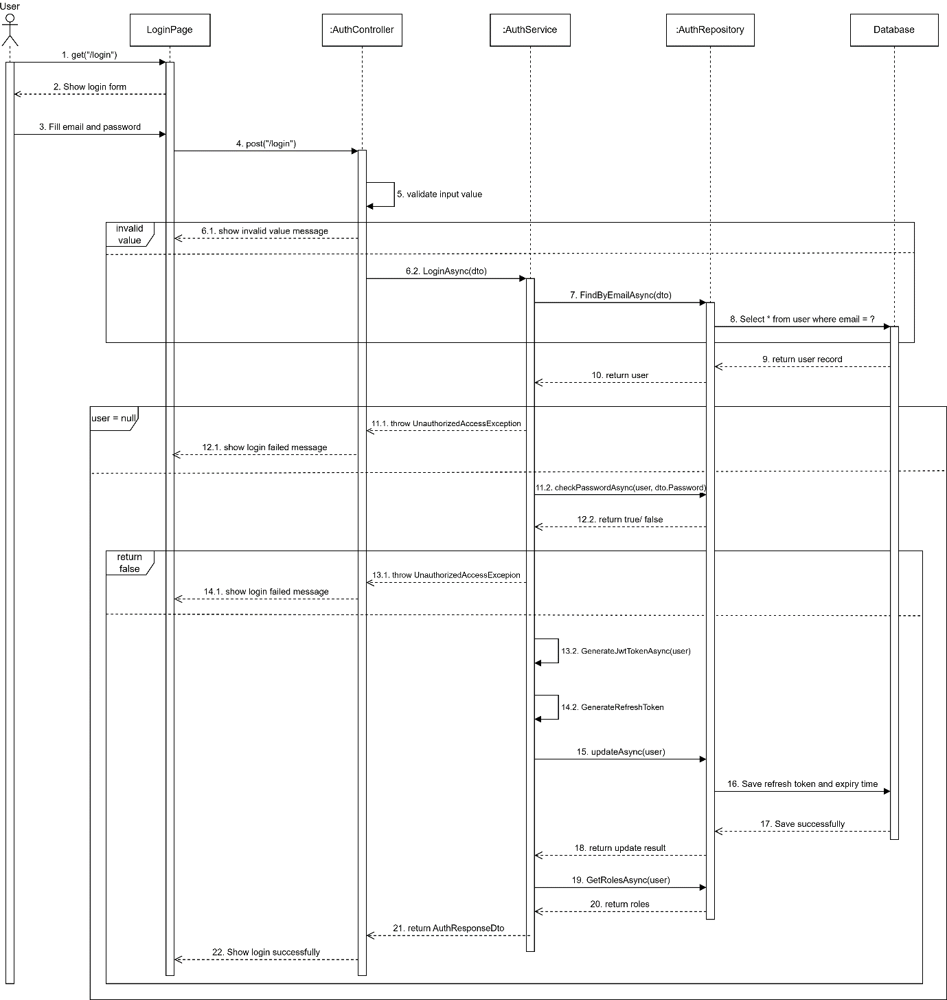 User
LoginPage
:AuthController
:AuthService
:AuthRepository
Database
1. get("/login")
2. Show login form
3. Fill email and password
4. post("/login")
5. validate input value
invalid
value
6.1. show invalid value message
6.2. LoginAsync(dto)
7. FindByEmailAsync(dto)
8. Select * from user where email = ?
9. return user record
10. return user
user = null
11.1. throw UnauthorizedAccessException
12.1. show login failed message
11.2. checkPasswordAsync(user, dto.Password)
12.2. return true/ false
return
false
13.1. throw UnauthorizedAccessExcepion
14.1. show login failed message
13.2. GenerateJwtTokenAsync(user)
14.2. GenerateRefreshToken
15. updateAsync(user)
16. Save refresh token and expiry time
17. Save successfully
18. return update result
19. GetRolesAsync(user)
20. return roles
21. return AuthResponseDto
22. Show login successfully